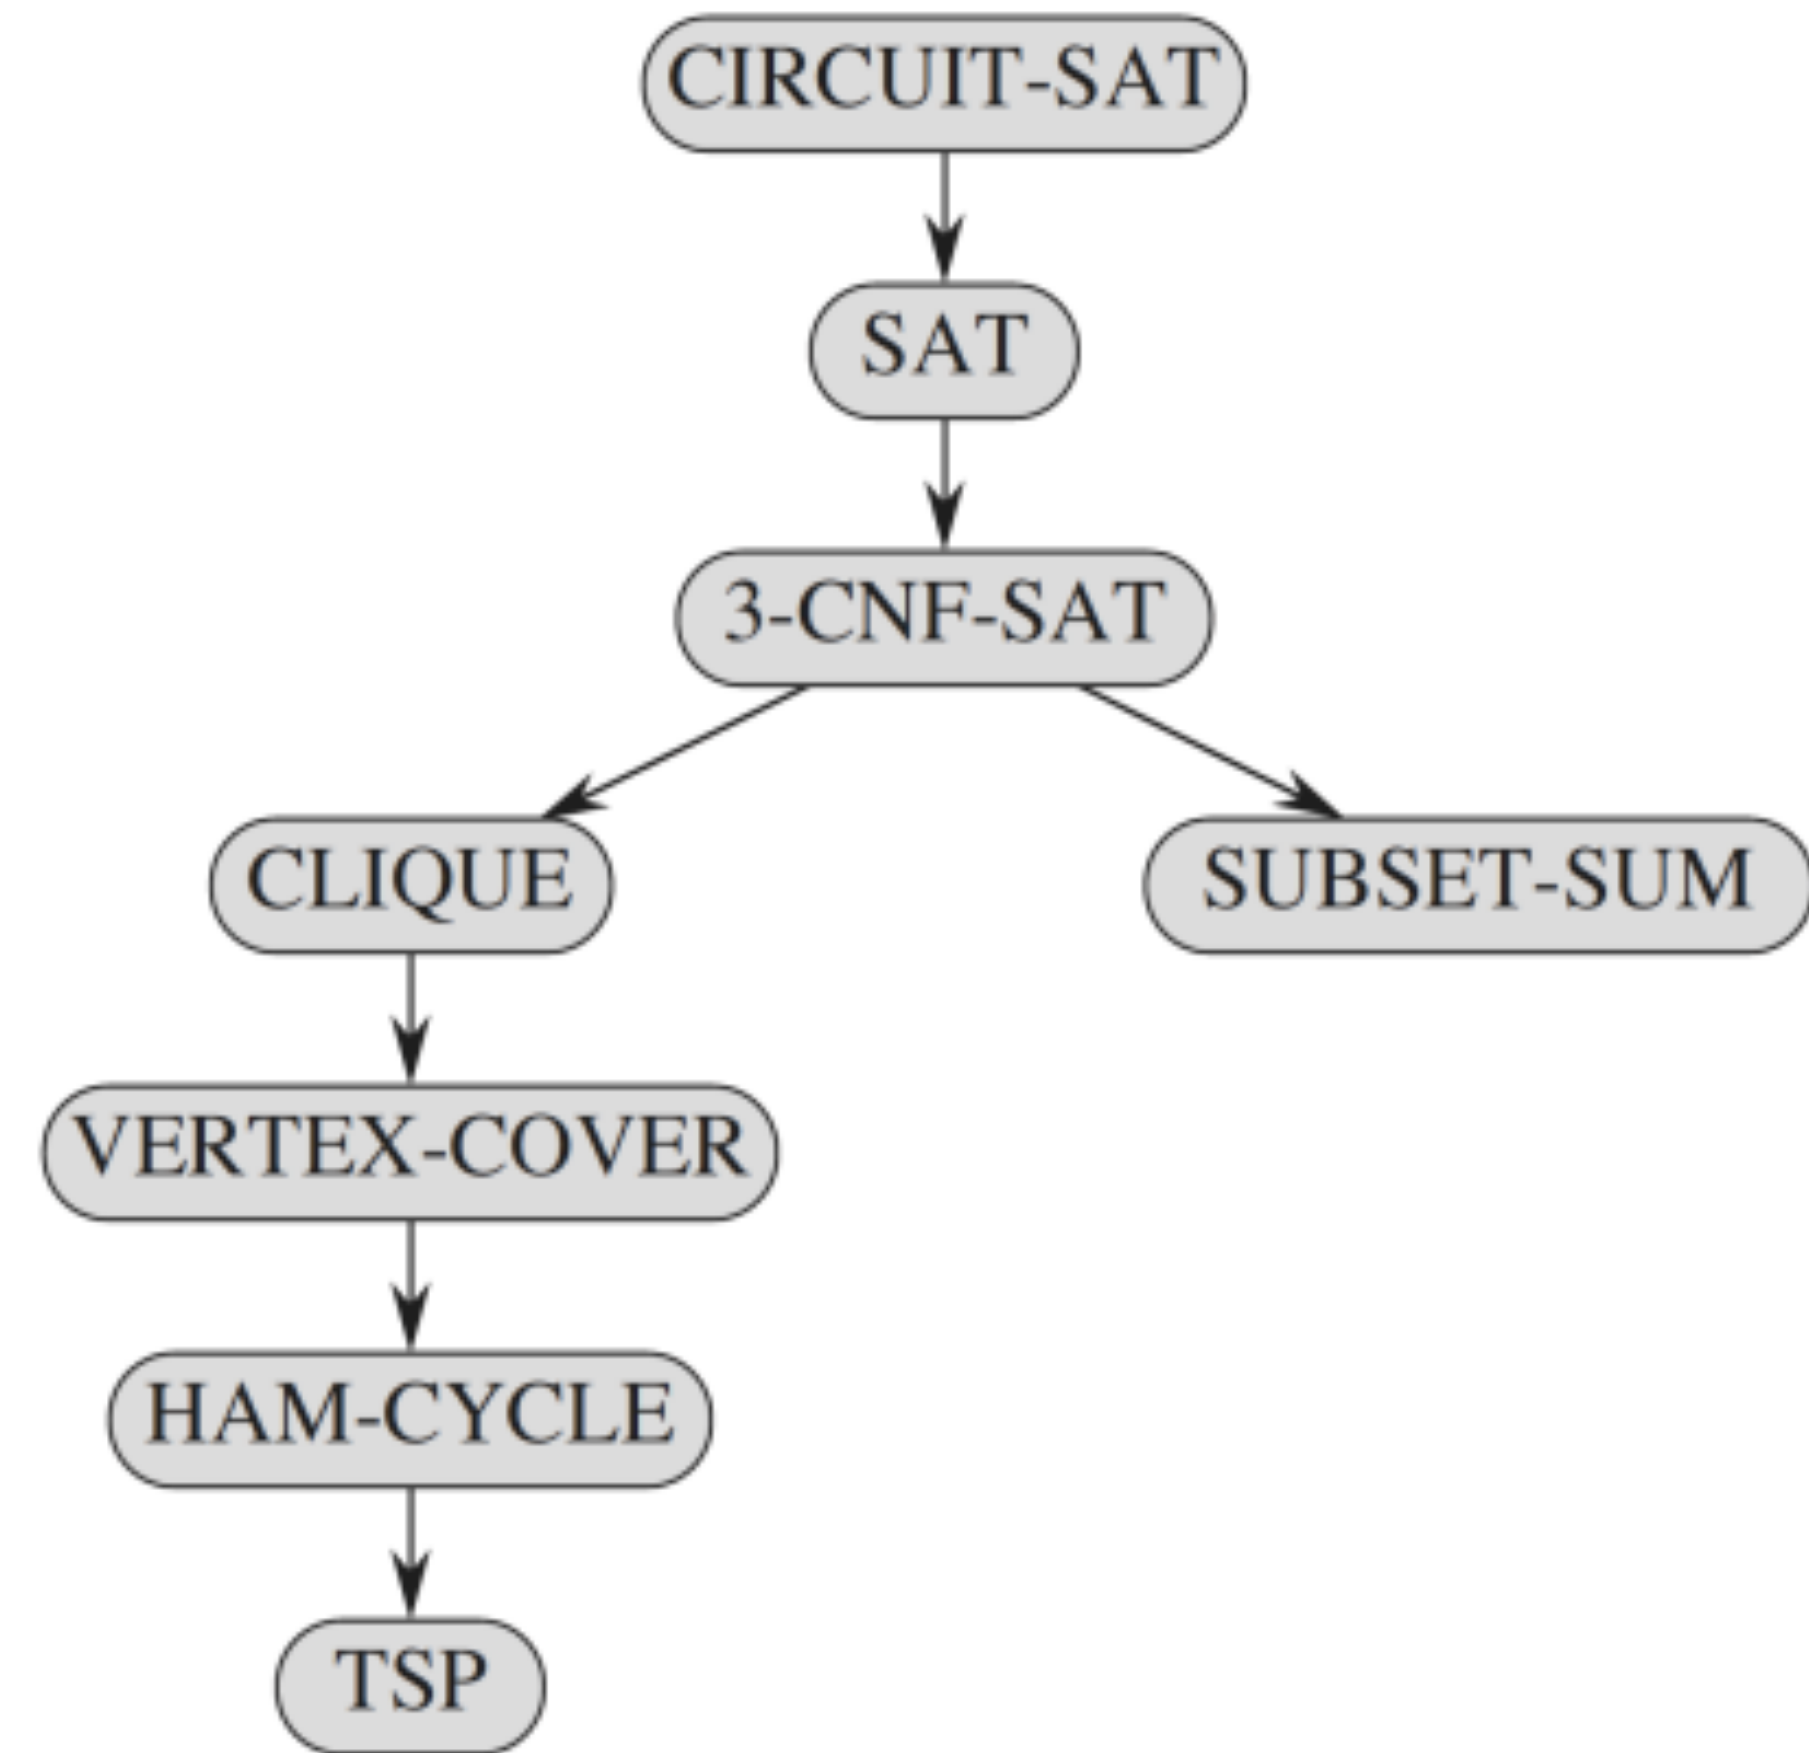 CIRCUIT-SAT
SAT
3-CNF-SAT
CLIQUE
SUBSET-SUM
VERTEX-COVER
HAM-CYCLE
TSP